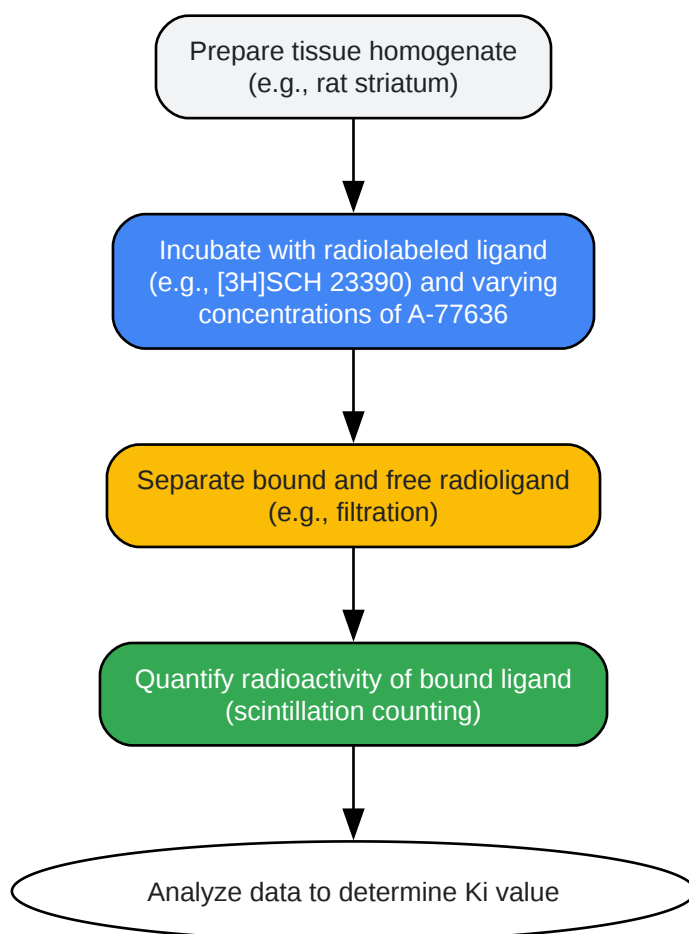 Prepare tissue homogenate
(e.g., rat striatum)
Incubate with radiolabeled ligand
(e.g., [3H]SCH 23390) and varying
concentrations of A-77636
Separate bound and free radioligand
(e.g., filtration)
Quantify radioactivity of bound ligand
(scintillation counting)
Analyze data to determine Ki value